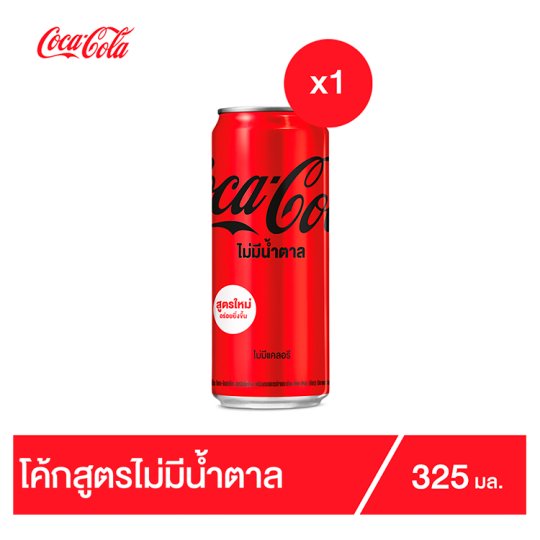 Coca-Cola
x1
Coca-Col
ไม่มีน้ำตาล
สูตรใหม่
อร่อยยิ่งขึ้น
ไม่มีแคลอรี
โค้กสูตรไม่มีน้ำตาล
325 มล.